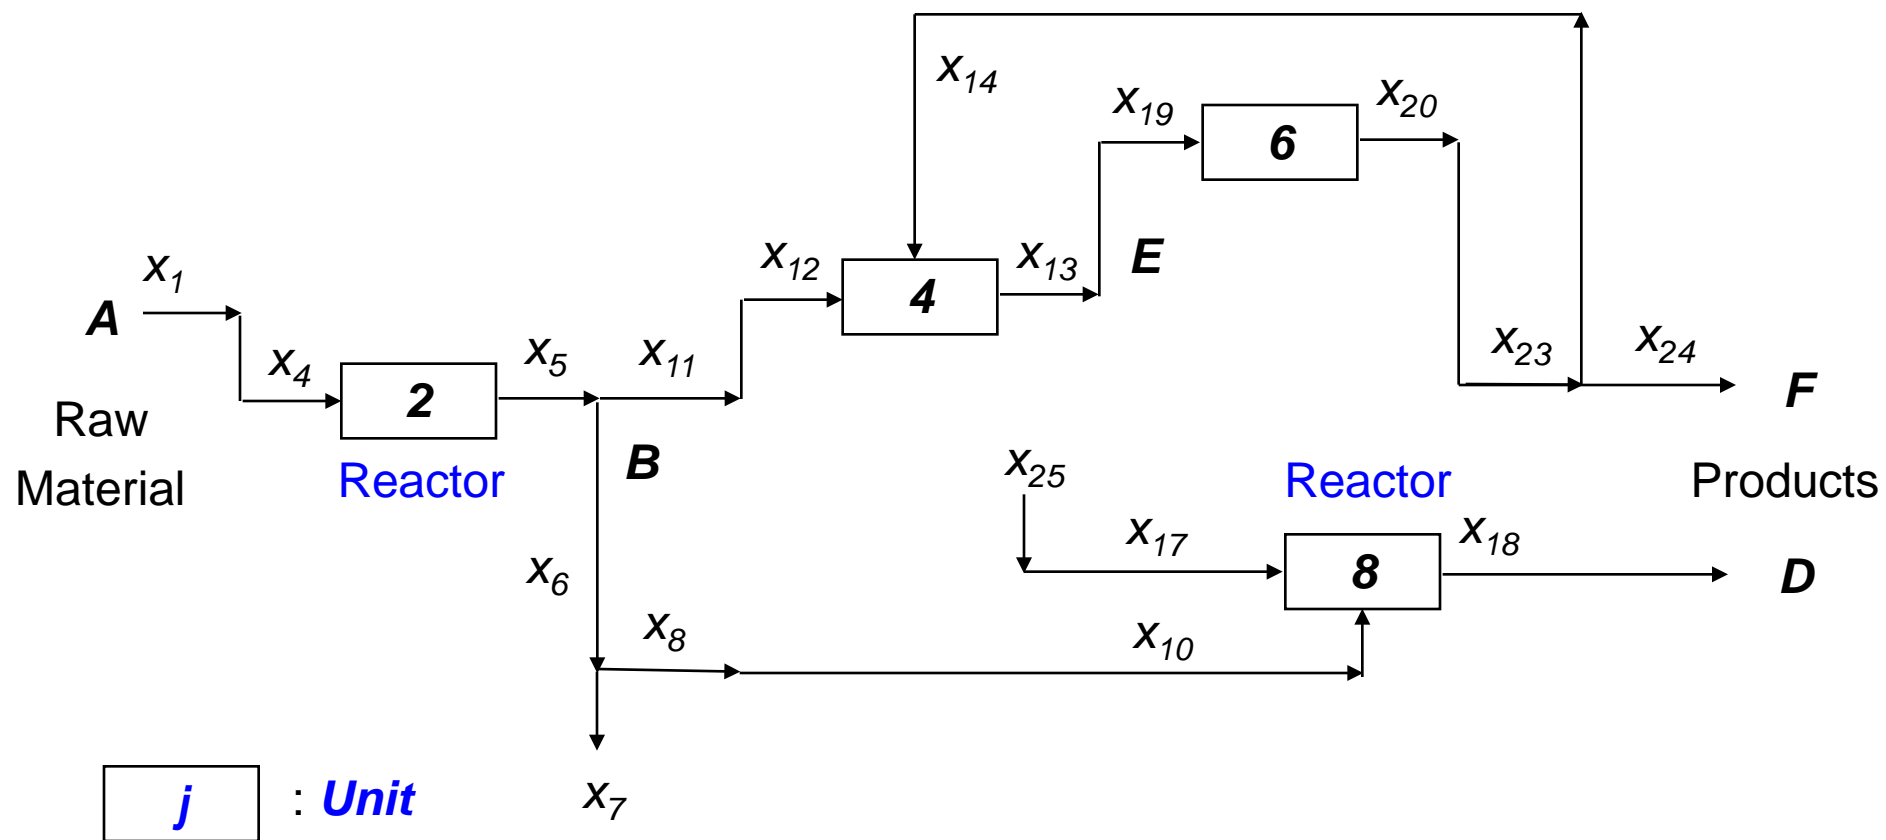 x14
x19
x20
6
x1
x12
x13
E
A
4
x4
x5
x11
x23
x24
2
F
Raw
Material
Reactor
B
x25
Reactor
Products
x17
x18
x6
8
D
x8
x10
j : Unit
x7